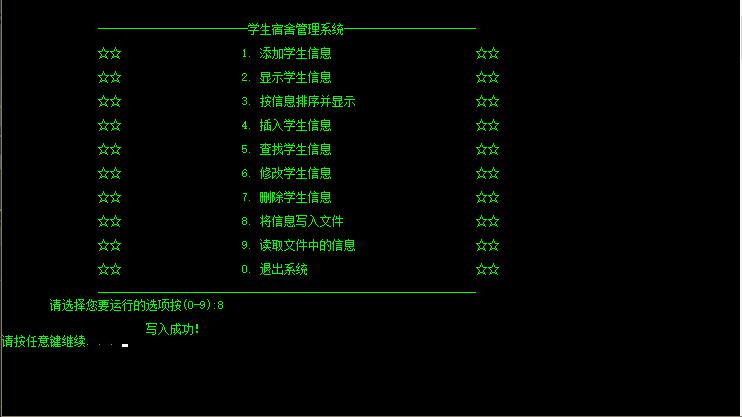 学生宿舍管理系统
☆☆ 1. 添加学生信息 ☆☆
☆☆ 2. 显示学生信息 ☆☆
☆☆ 3. 按信息排序并显示 ☆☆
☆☆ 4. 插入学生信息 ☆☆
☆☆ 5. 查找学生信息 ☆☆
☆☆ 6. 修改学生信息 ☆☆
☆☆ 7. 删除学生信息 ☆☆
☆☆ 8. 将信息写入文件 ☆☆
☆☆ 9. 读取文件中的信息 ☆☆
☆☆ 0. 退出系统 ☆☆
请选择您要运行的选项按(0-9):8
写入成功!
请按任意键继续. . .